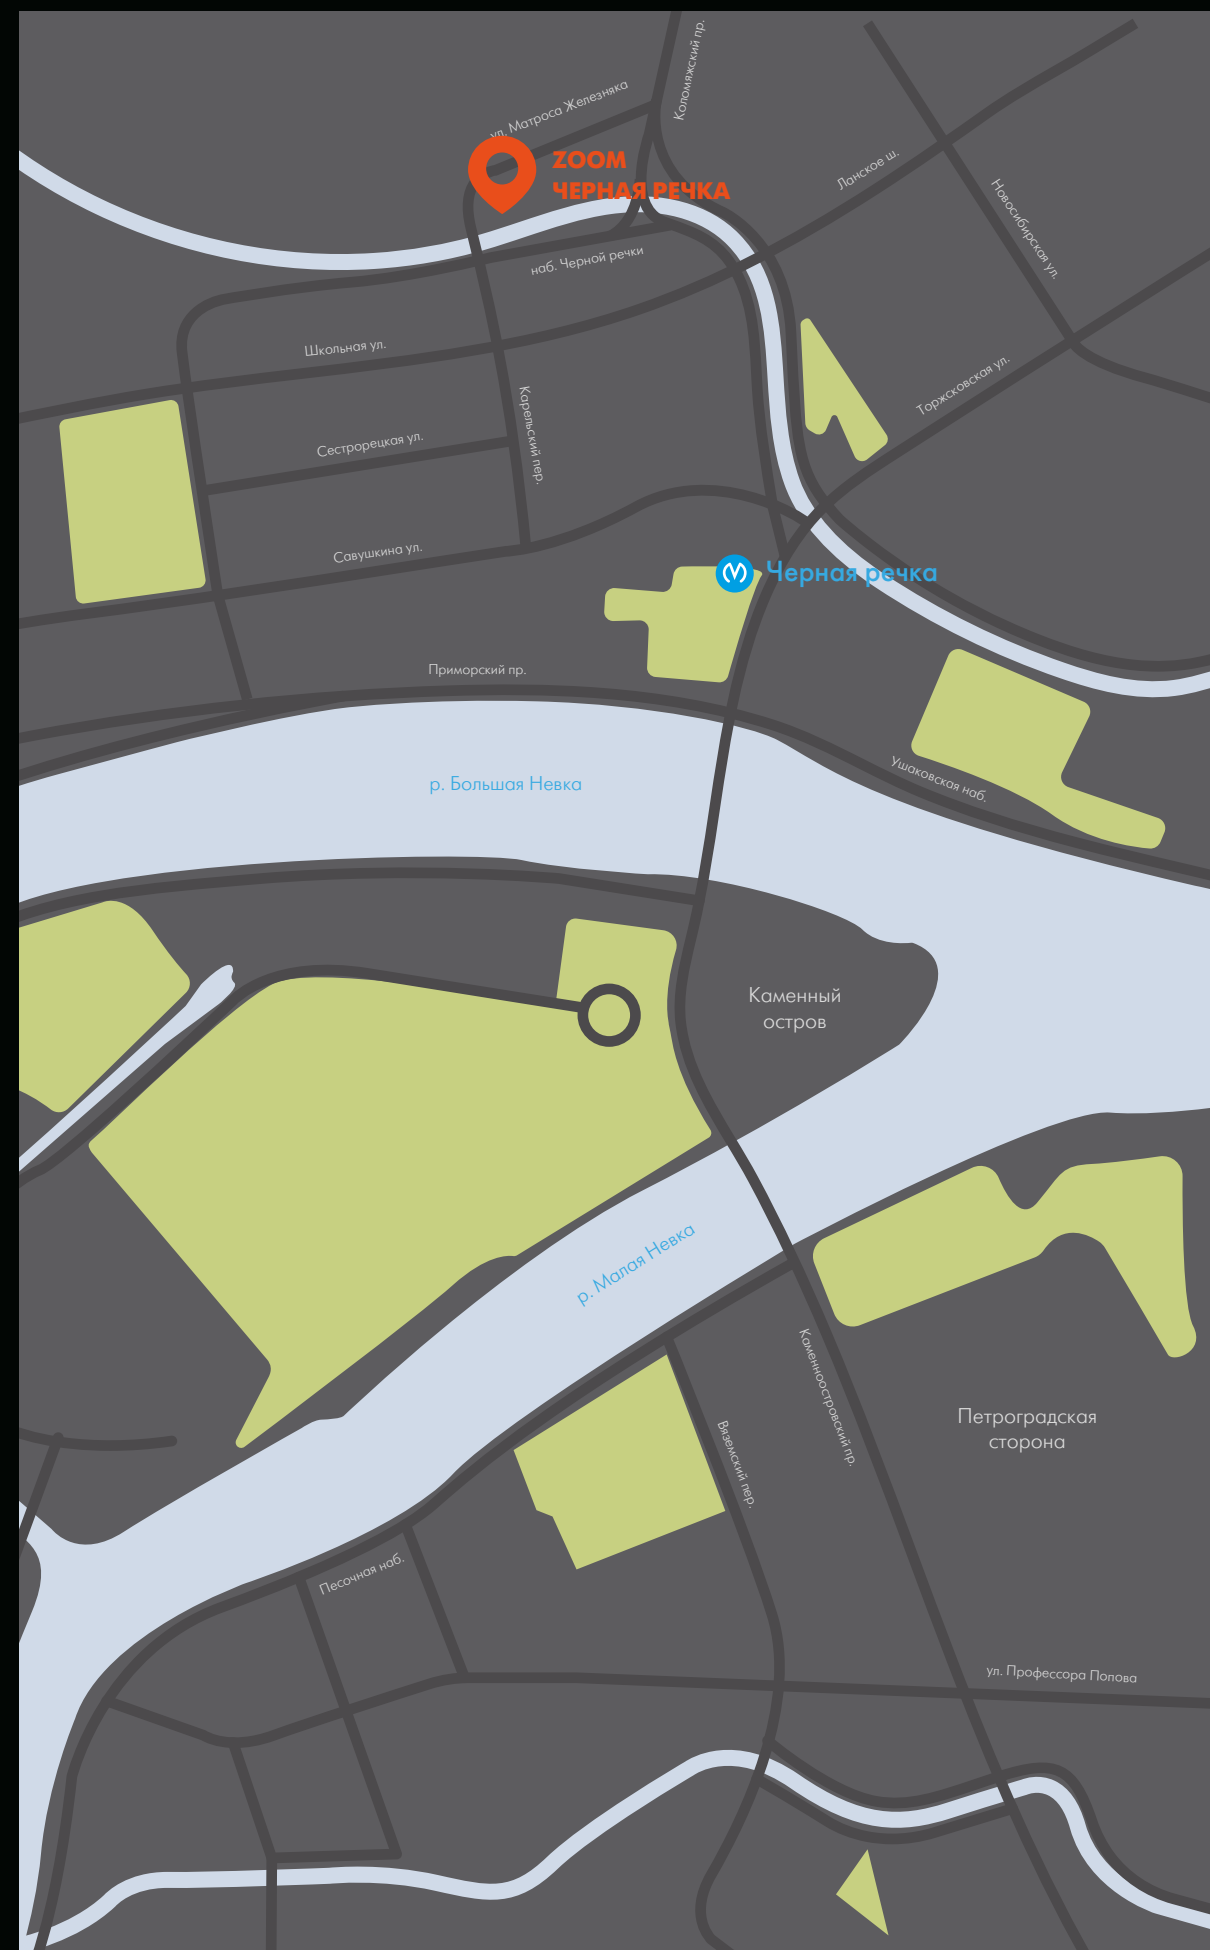 Коломяжский пр.
ул. Матроса Железняка
ZOOM
ЧЕРНАЯ РЕЧКА
Ланское ш.
Новосибирская ул.
наб. Черной речки
Школьная ул.
Торжсковская ул.
Карельский пер.
Сестрорецкая ул.
Савушкина ул.
Черная речка
Приморский пр.
Ушаковская наб.
р. Большая Невка
Каменный
остров
р. Малая Невка
Каменноостровский пр.
Вяземский пер.
Петроградская
сторона
Песочная наб.
ул. Профессора Попова